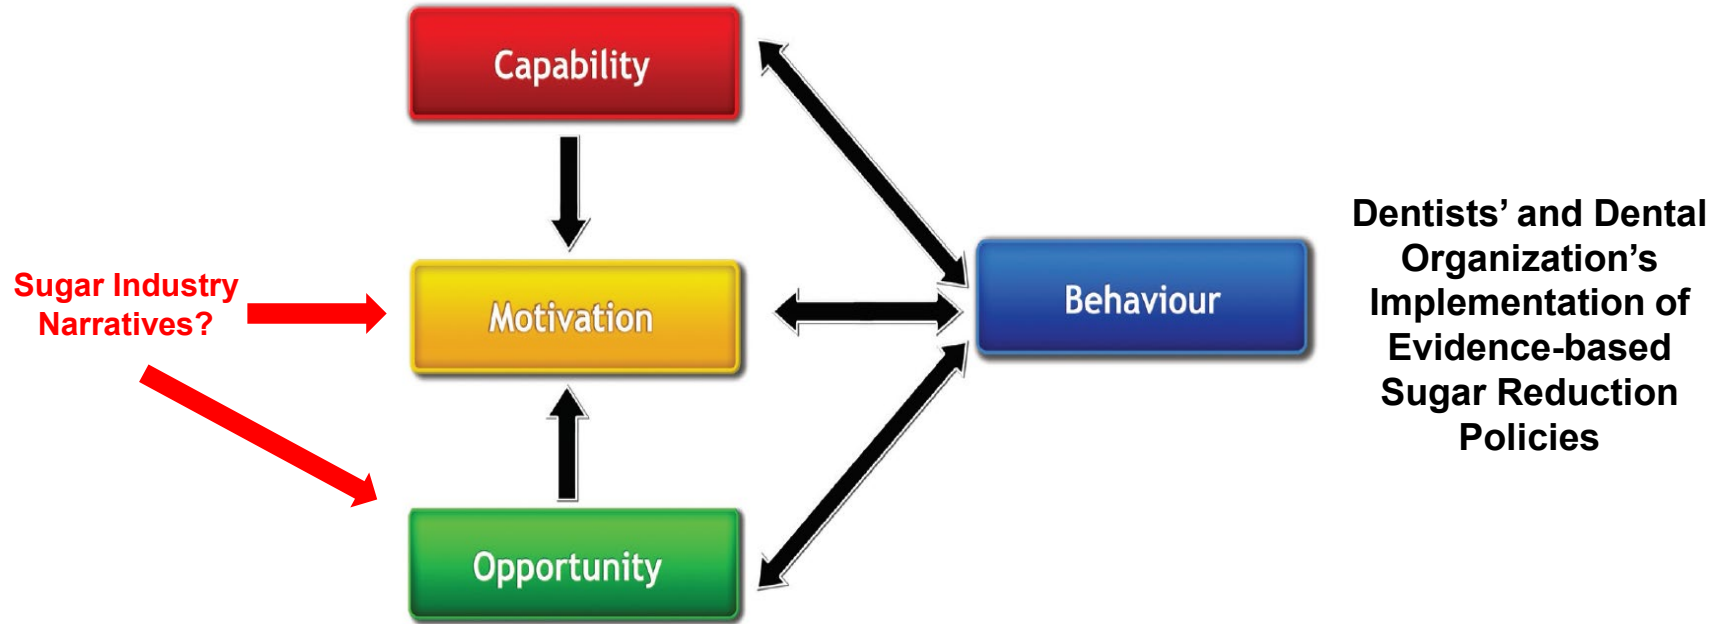 Capability
Sugar Industry
Narratives?
Motivation
Opportunity
Behaviour
Dentists’ and Dental
Organization’s
Implementation of
Evidence-based
Sugar Reduction
Policies